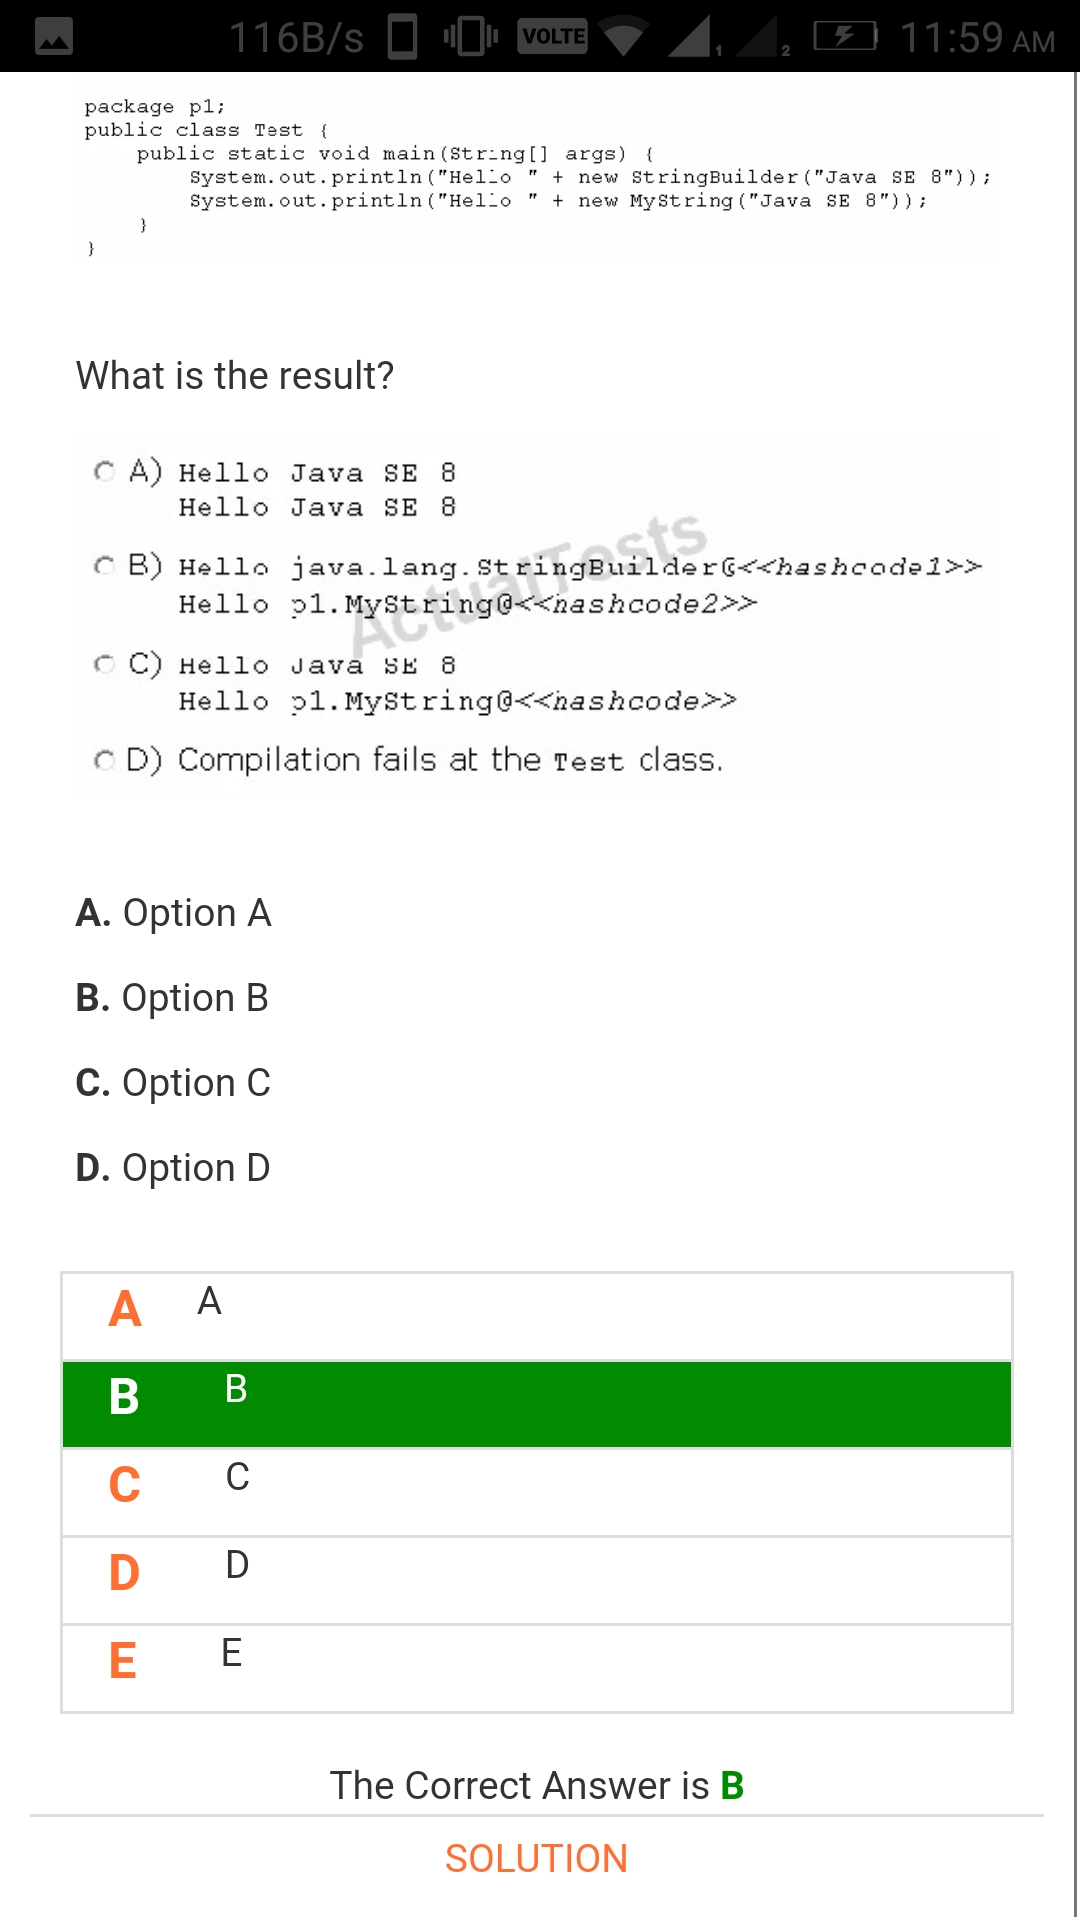 116B/s VOLTE 1 2 11:59 AM
package p1;
public class Test {
public static void main(String[] args) {
System.out.println("Hello " + new StringBuilder("Java SE 8"));
System.out.println("Hello " + new MyString("Java SE 8"));
}
}
What is the result?
A) Hello Java SE 8
Hello Java SE 8
B) Hello java.lang.StringBuilder@<<hashcode1>>
Hello p1.MyString@<<hashcode2>>
ActualTests
C) Hello Java SE 8
Hello p1.MyString@<<hashcode>>
D) Compilation fails at the Test class.
A. Option A
B. Option B
C. Option C
D. Option D
A A
B B
C C
D D
E E
The Correct Answer is B
SOLUTION